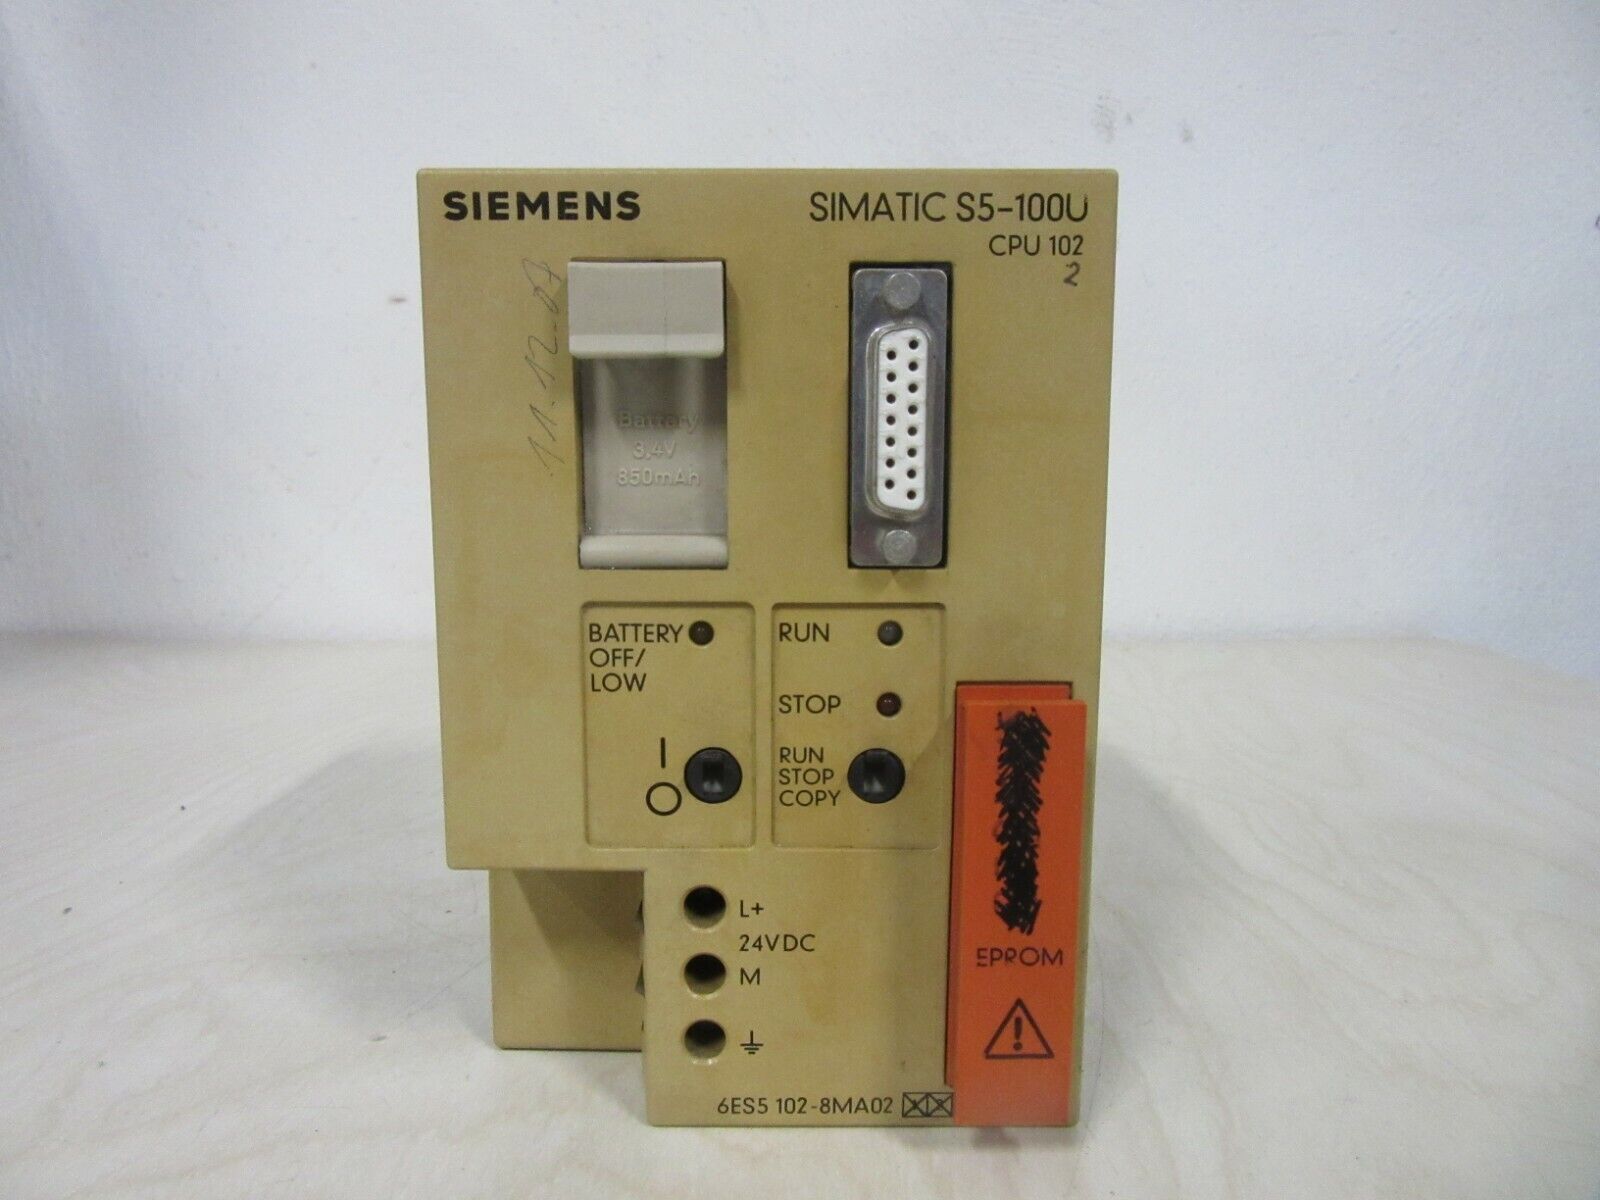 SIEMENS
SIMATIC S5-100U
CPU 102
2
11.12.07
Battery
3,4V
850mAh
BATTERY
OFF/
LOW
RUN
STOP
RUN
STOP
COPY
I
O
L+
24VDC
M
EPROM
6ES5 102-8MA02